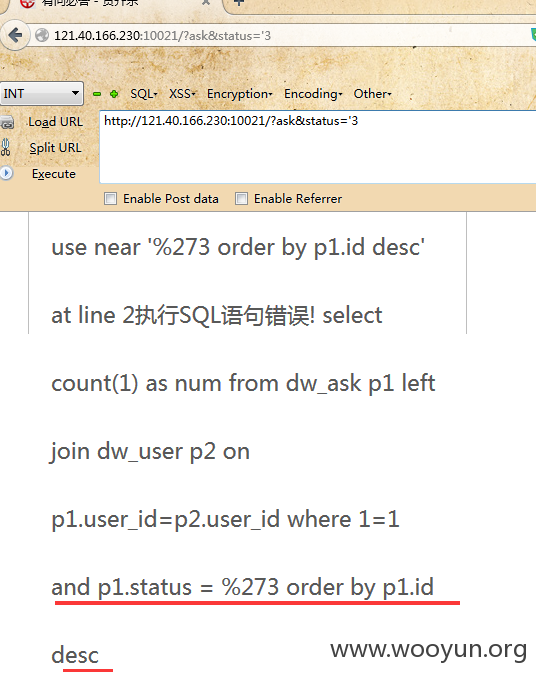 有问必答 - 贷齐乐
121.40.166.230:10021/?ask&status='3
INT SQL XSS Encryption Encoding Other
Load URL http://121.40.166.230:10021/?ask&status='3
Split URL
Execute
Enable Post data Enable Referrer
use near '%273 order by p1.id desc'
at line 2执行SQL语句错误! select
count(1) as num from dw_ask p1 left
join dw_user p2 on
p1.user_id=p2.user_id where 1=1
and p1.status = %273 order by p1.id
desc
www.wooyun.org